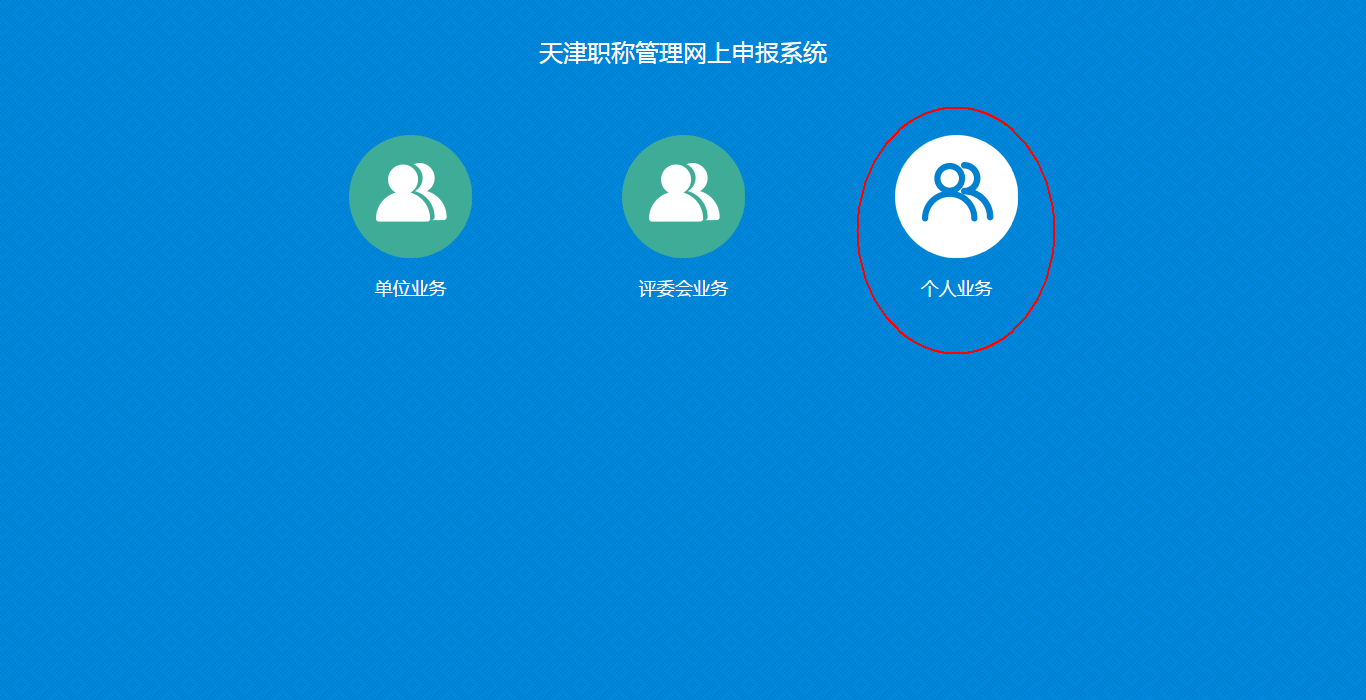 天津职称管理网上申报系统
单位业务
评委会业务
个人业务